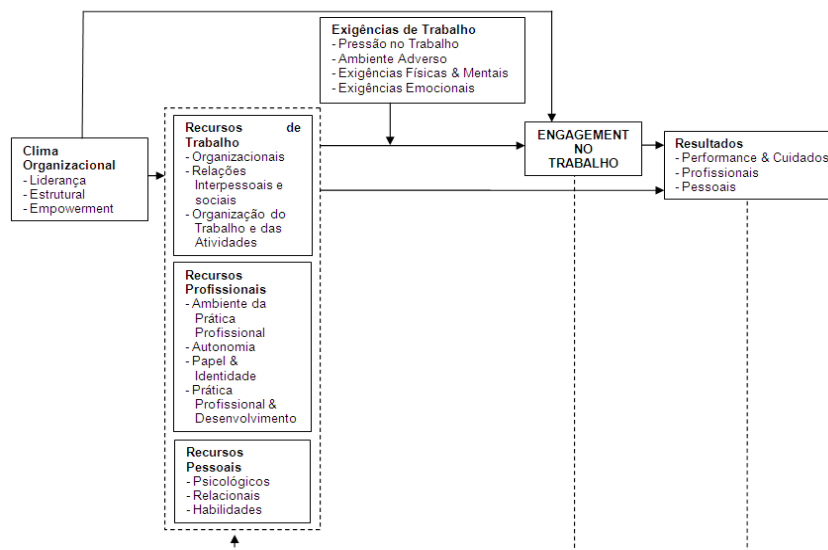 Exigências de Trabalho
- Pressão no Trabalho
- Ambiente Adverso
- Exigências Físicas & Mentais
- Exigências Emocionais
Clima
Organizacional
- Liderança
- Estrutural
- Empowerment
Recursos de
Trabalho
- Organizacionais
- Relações
Interpessoais e
sociais
- Organização do
Trabalho e das
Atividades
Recursos
Profissionais
- Ambiente da
Prática
Profissional
- Autonomia
- Papel &
Identidade
- Prática
Profissional &
Desenvolvimento
Recursos
Pessoais
- Psicológicos
- Relacionais
- Habilidades
ENGAGEMENT
NO
TRABALHO
Resultados
- Performance & Cuidados
- Profissionais
- Pessoais